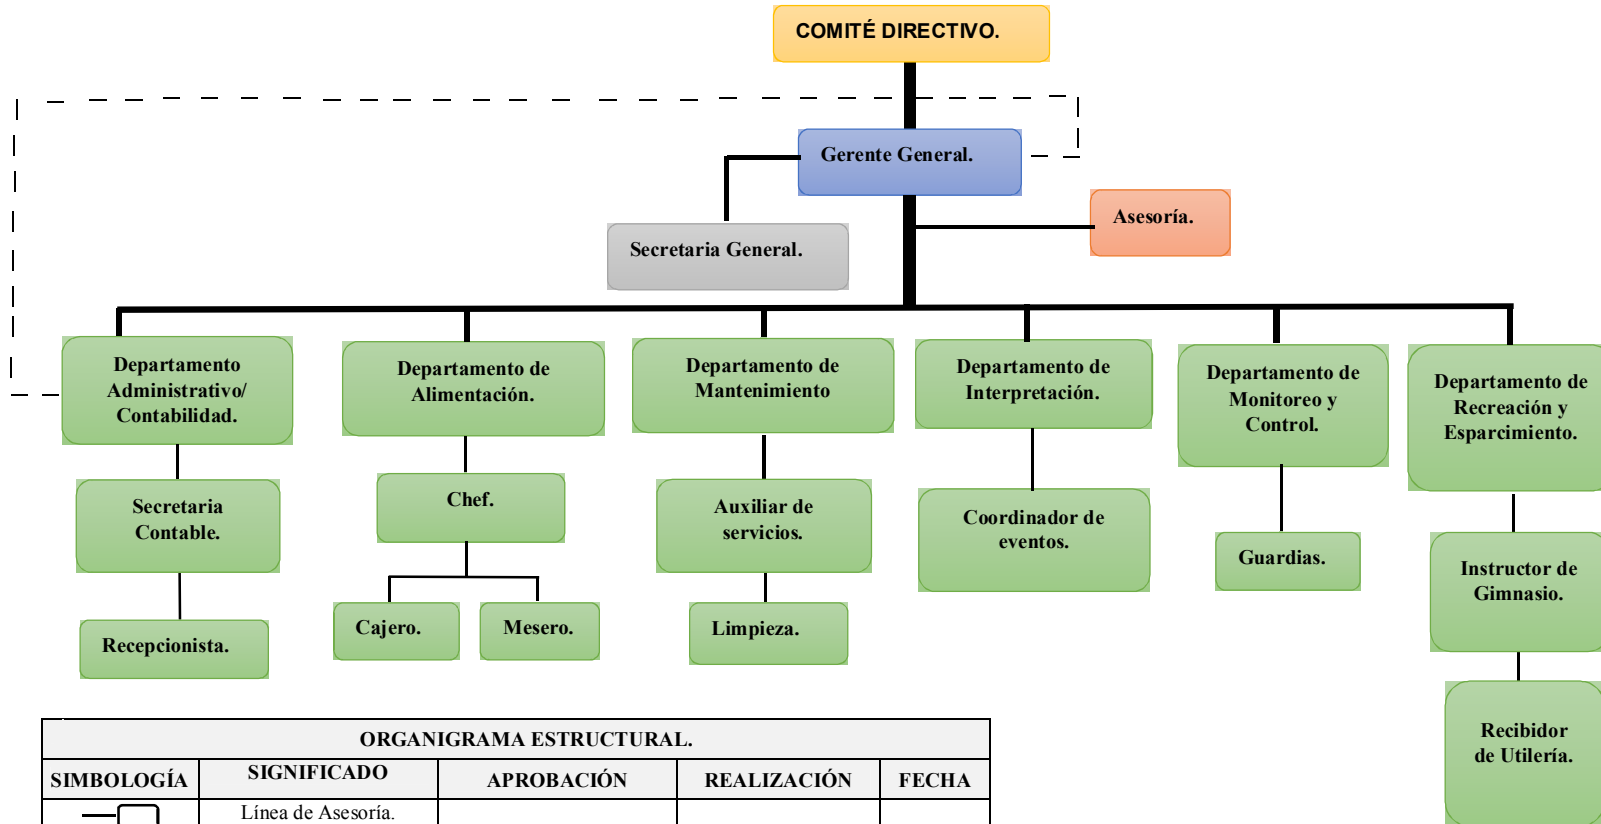 COMITÉ DIRECTIVO.
Gerente General.
Asesoría.
Secretaria General.
Departamento
Administrativo/
Contabilidad.
Departamento de
Alimentación.
Departamento de
Mantenimiento
Departamento de
Interpretación.
Departamento de
Monitoreo y
Control.
Departamento de
Recreación y
Esparcimiento.
Secretaria
Contable.
Chef.
Auxiliar de
servicios.
Coordinador de
eventos.
Guardias.
Instructor de
Gimnasio.
Recepcionista.
Cajero.
Mesero.
Limpieza.
Recibidor
de Utilería.
ORGANIGRAMA ESTRUCTURAL.
SIMBOLOGÍA
SIGNIFICADO
APROBACIÓN
REALIZACIÓN
FECHA
Línea de Asesoría.